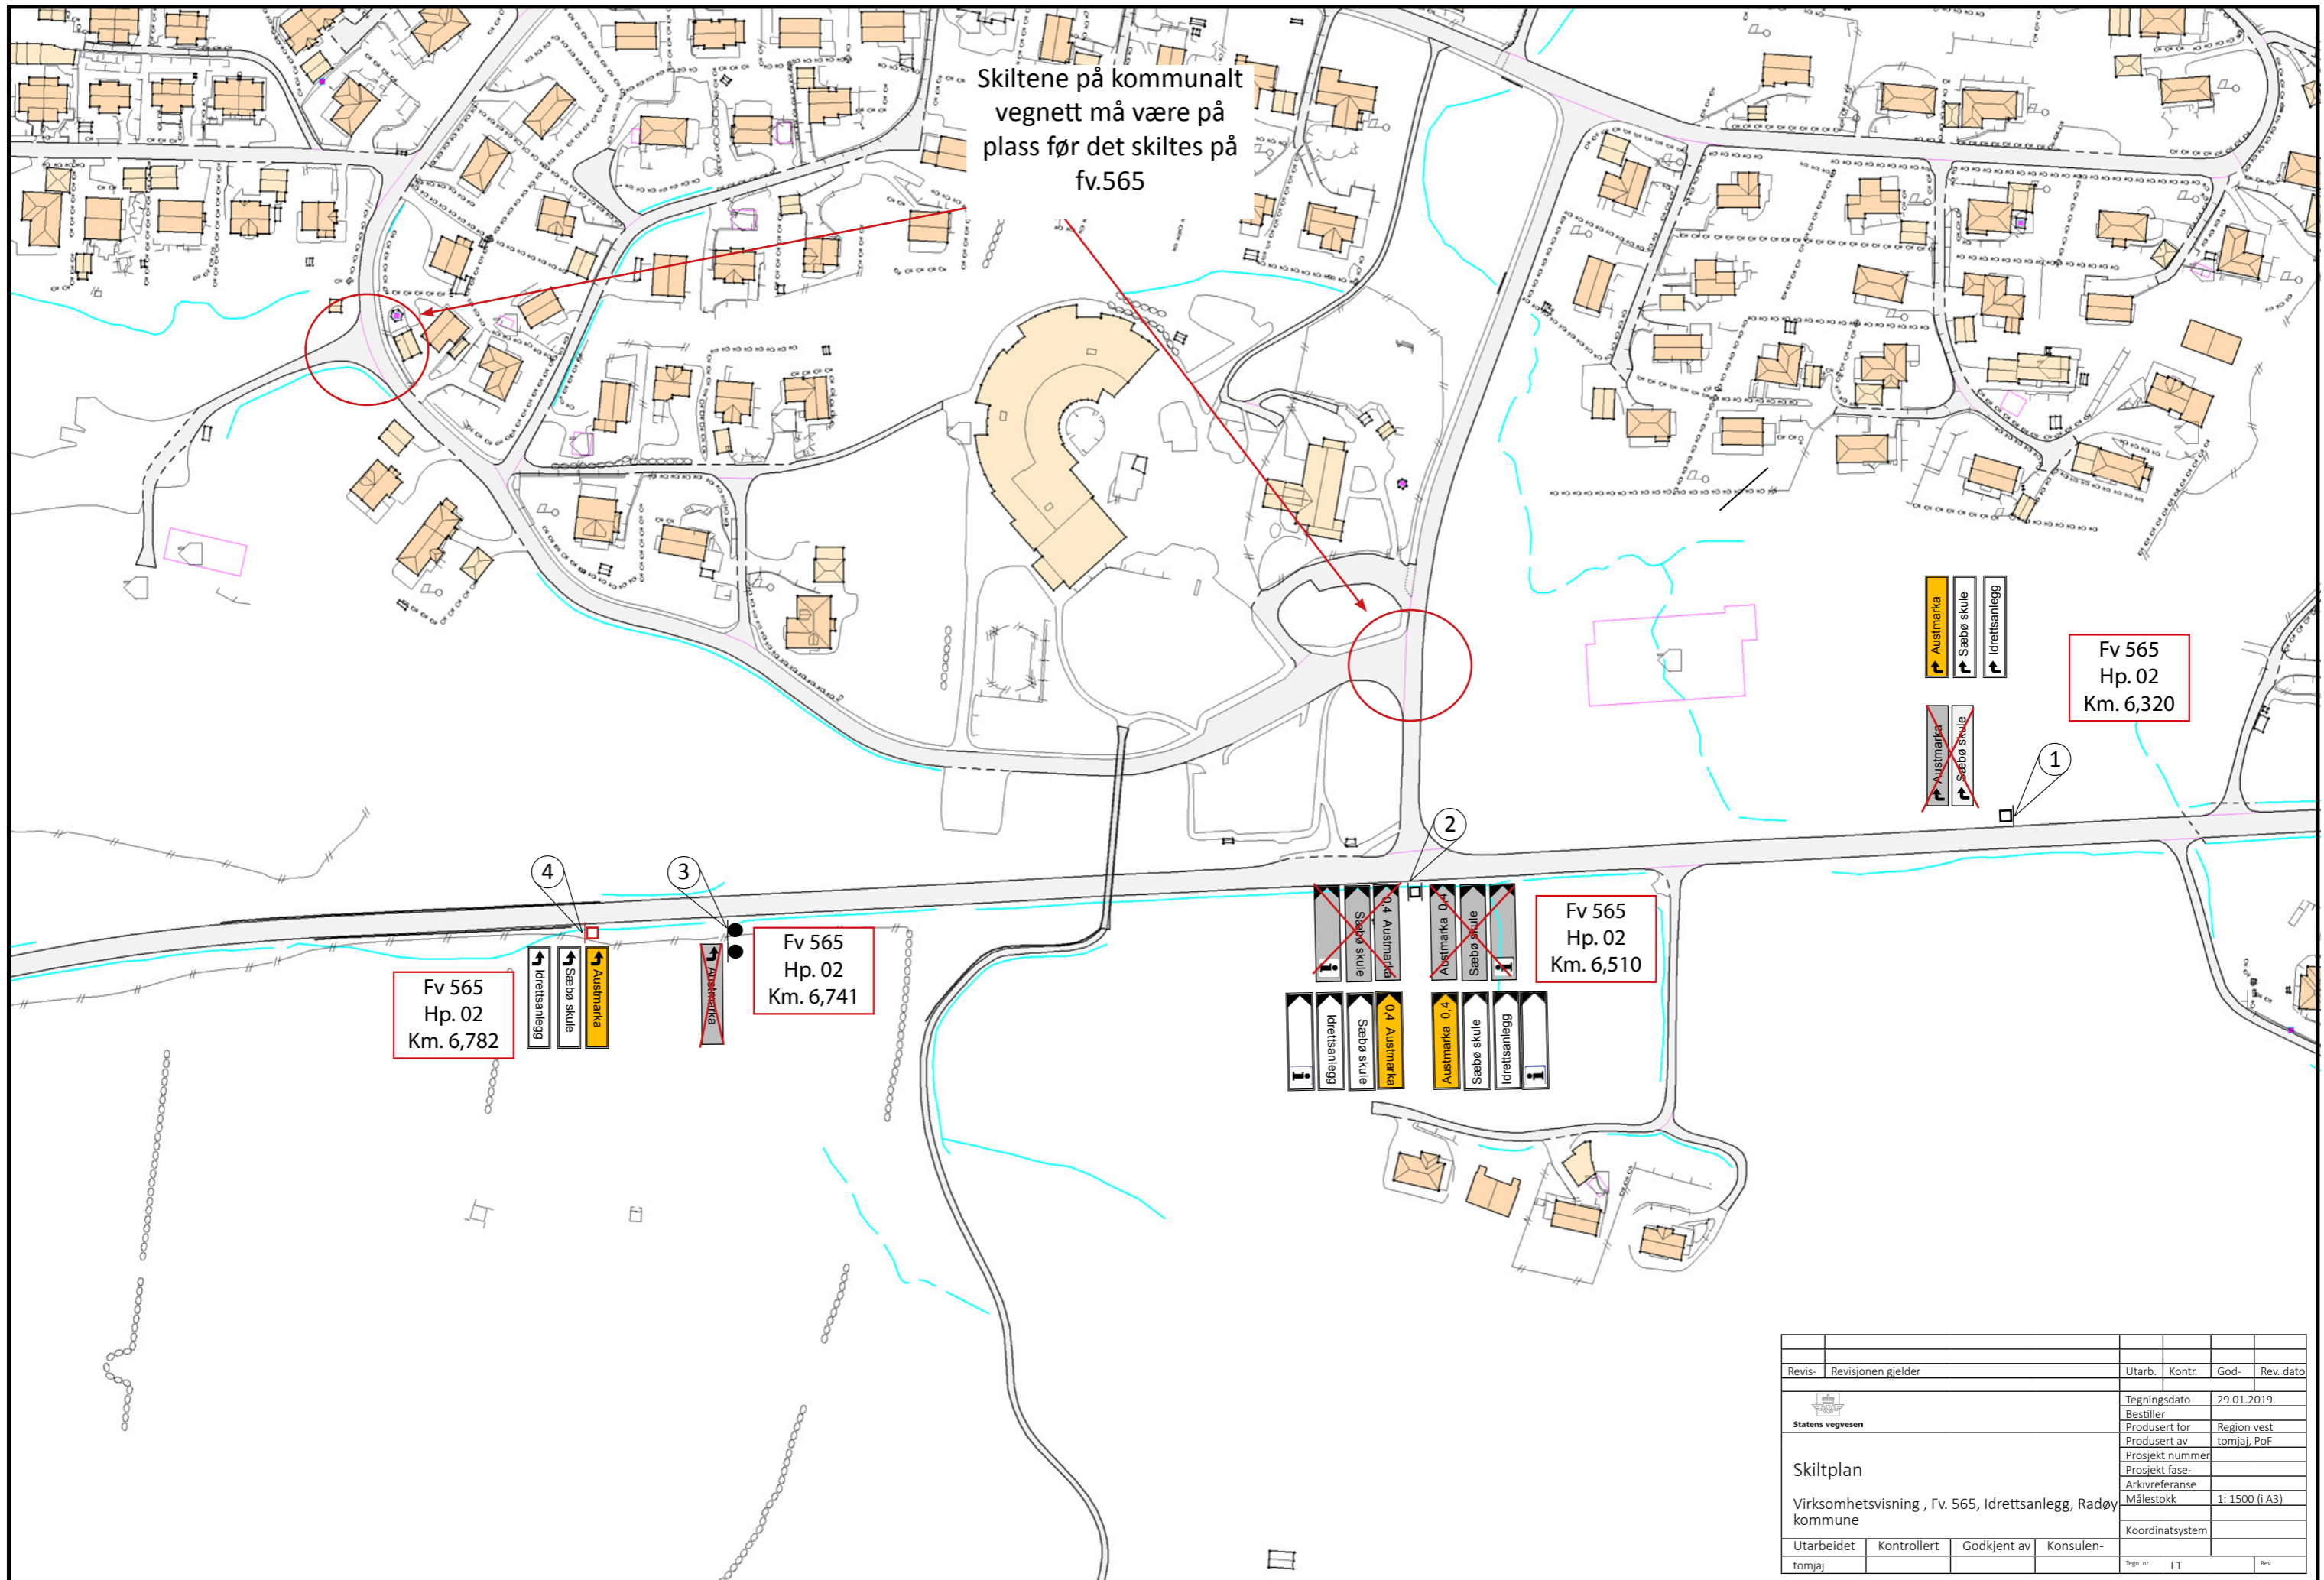 Skiltene på kommunalt
vegnett må være på
plass før det skiltes på
fv.565
Austmarka
Sæbø skule
Idrettsanlegg
Fv 565
Hp. 02
Km. 6,320
Austmarka
Sæbø skule
1
2
4
3
Sæbø skule
0,4 Austmarka
Austmarka 0,4
Sæbø skule
Fv 565
Hp. 02
Km. 6,510
Fv 565
Hp. 02
Km. 6,782
Idrettsanlegg
Sæbø skule
Austmarka
Austmarka
Fv 565
Hp. 02
Km. 6,741
Idrettsanlegg
Sæbø skule
0,4 Austmarka
Austmarka 0,4
Sæbø skule
Idrettsanlegg
Revis- Revisjonen gjelder Utarb. Kontr. God- Rev. dato
Statens vegvesen
Tegningsdato 29.01.2019.
Bestiller
Produsert for Region vest
Produsert av tomjaj, PoF
Prosjekt nummer
Prosjekt fase-
Arkivreferanse
Målestokk 1: 1500 (i A3)
Koordinatsystem
Skiltplan
Virksomhetsvisning , Fv. 565, Idrettsanlegg, Radøy
kommune
Utarbeidet Kontrollert Godkjent av Konsulen-
tomjaj Tegn. nr. L1 Rev.